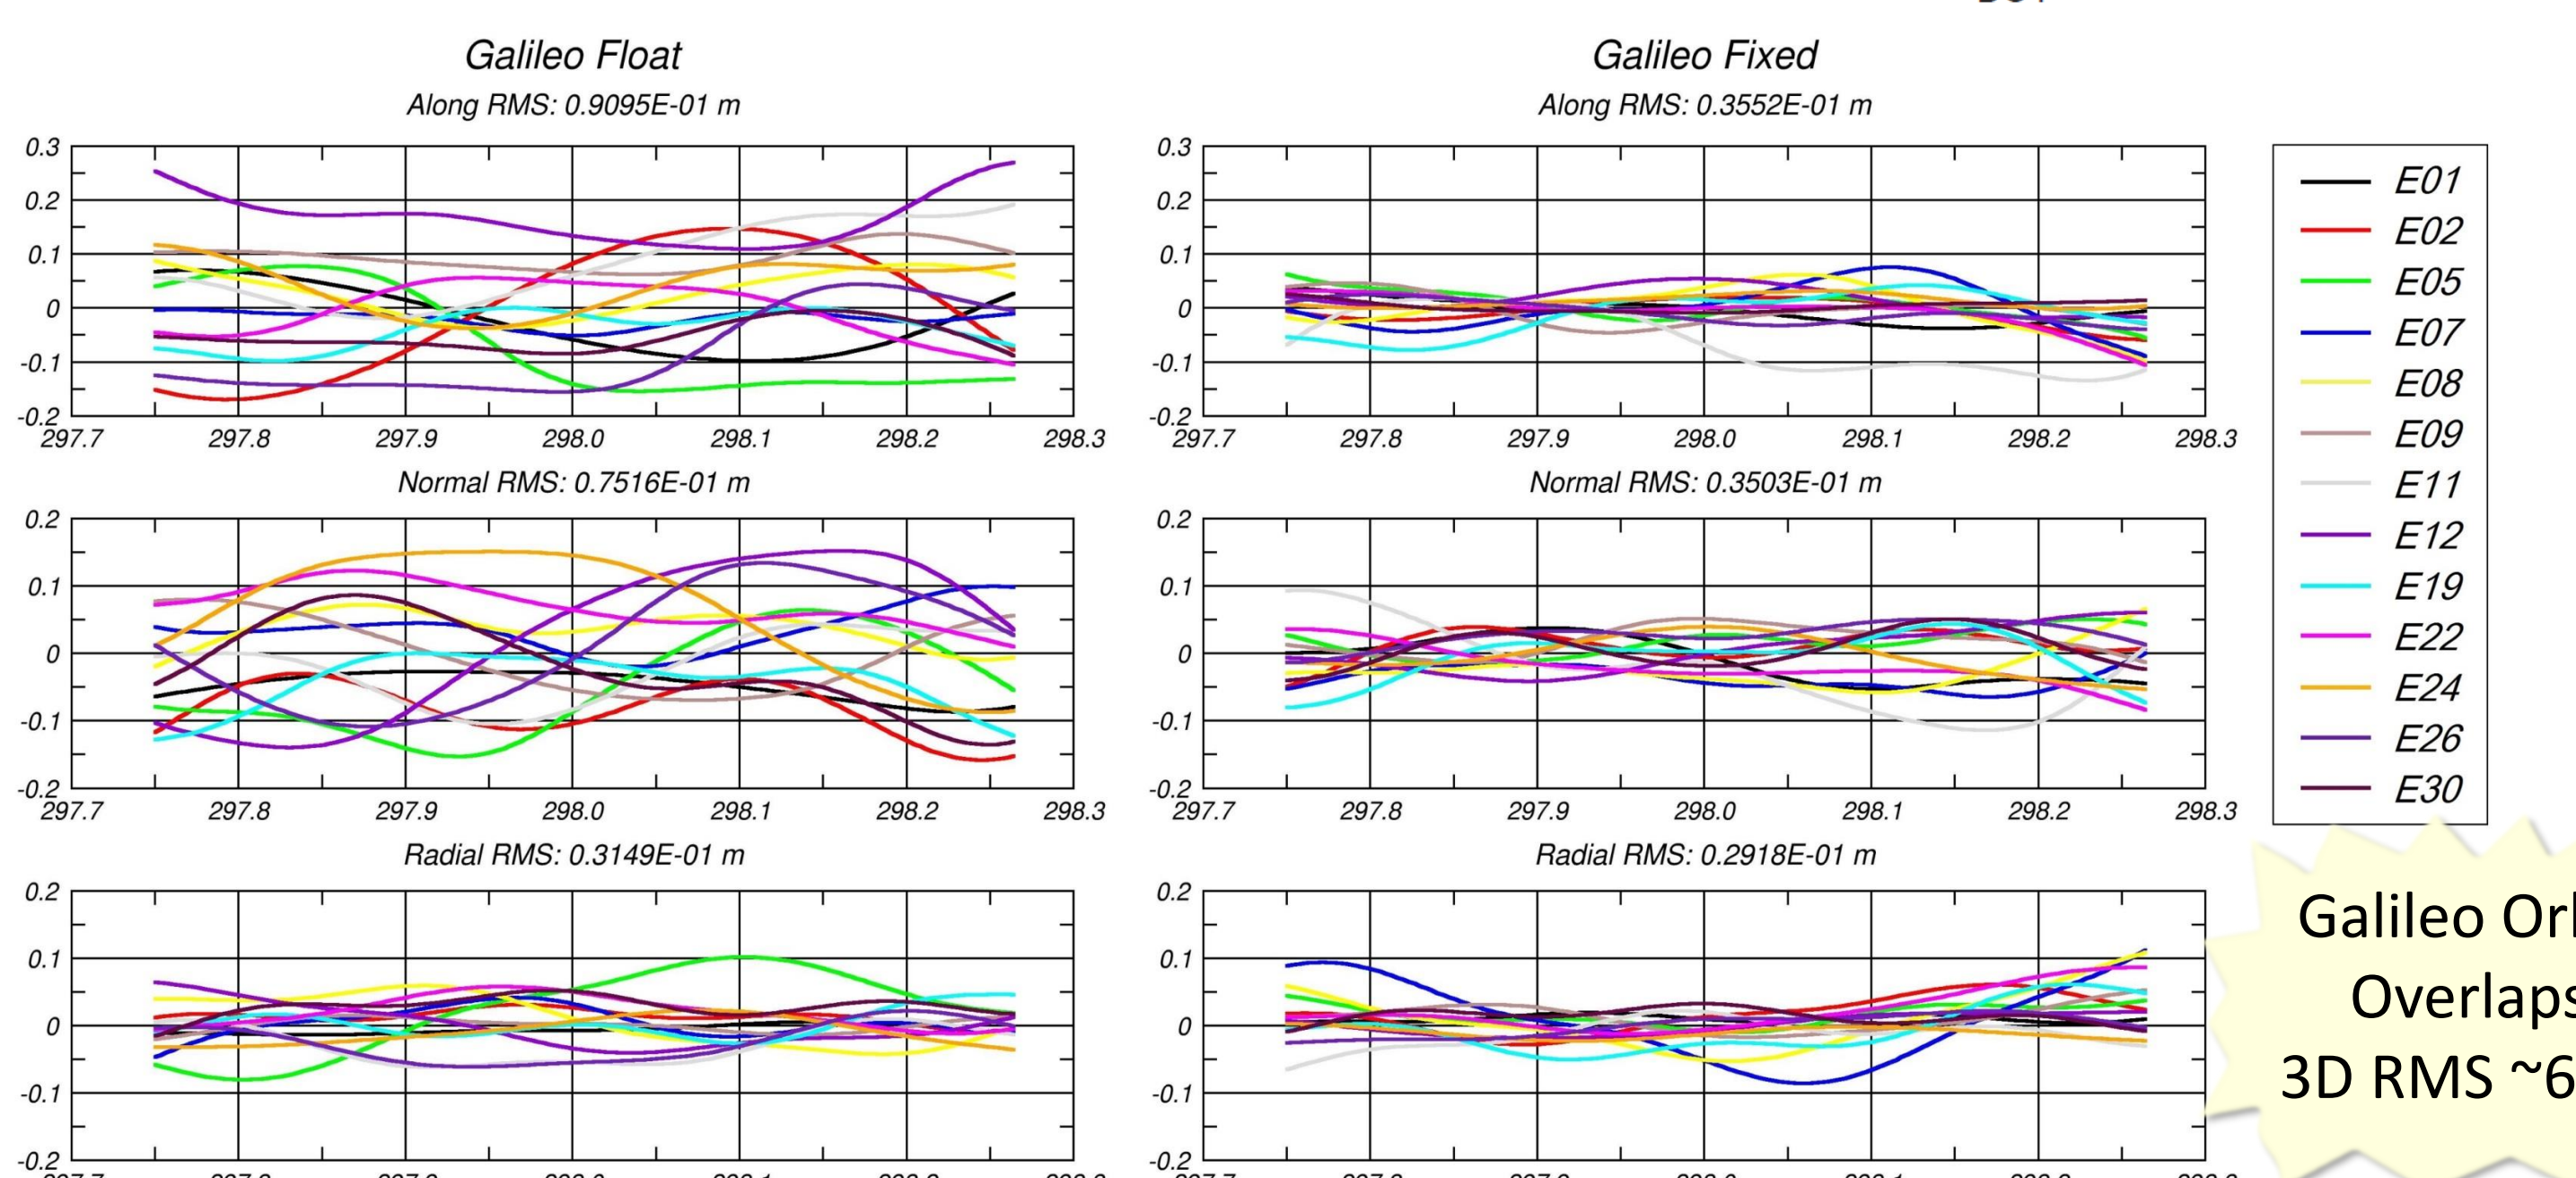 Galileo Float
Along RMS: 0.9095E-01 m
0.3
0.2
0.1
0
-0.1
-0.2
297.7 297.8 297.9 298.0 298.1 298.2 298.3
Normal RMS: 0.7516E-01 m
0.2
0.1
0
-0.1
-0.2
297.7 297.8 297.9 298.0 298.1 298.2 298.3
Radial RMS: 0.3149E-01 m
0.2
0.1
0
-0.1
-0.2
Galileo Fixed
Along RMS: 0.3552E-01 m
0.3
0.2
0.1
0
-0.1
-0.2
297.7 297.8 297.9 298.0 298.1 298.2 298.3
Normal RMS: 0.3503E-01 m
0.2
0.1
0
-0.1
-0.2
297.7 297.8 297.9 298.0 298.1 298.2 298.3
Radial RMS: 0.2918E-01 m
0.2
0.1
0
-0.1
-0.2
E01
E02
E05
E07
E08
E09
E11
E12
E19
E22
E24
E26
E30
Galileo
Overlaps
3D RMS ~6